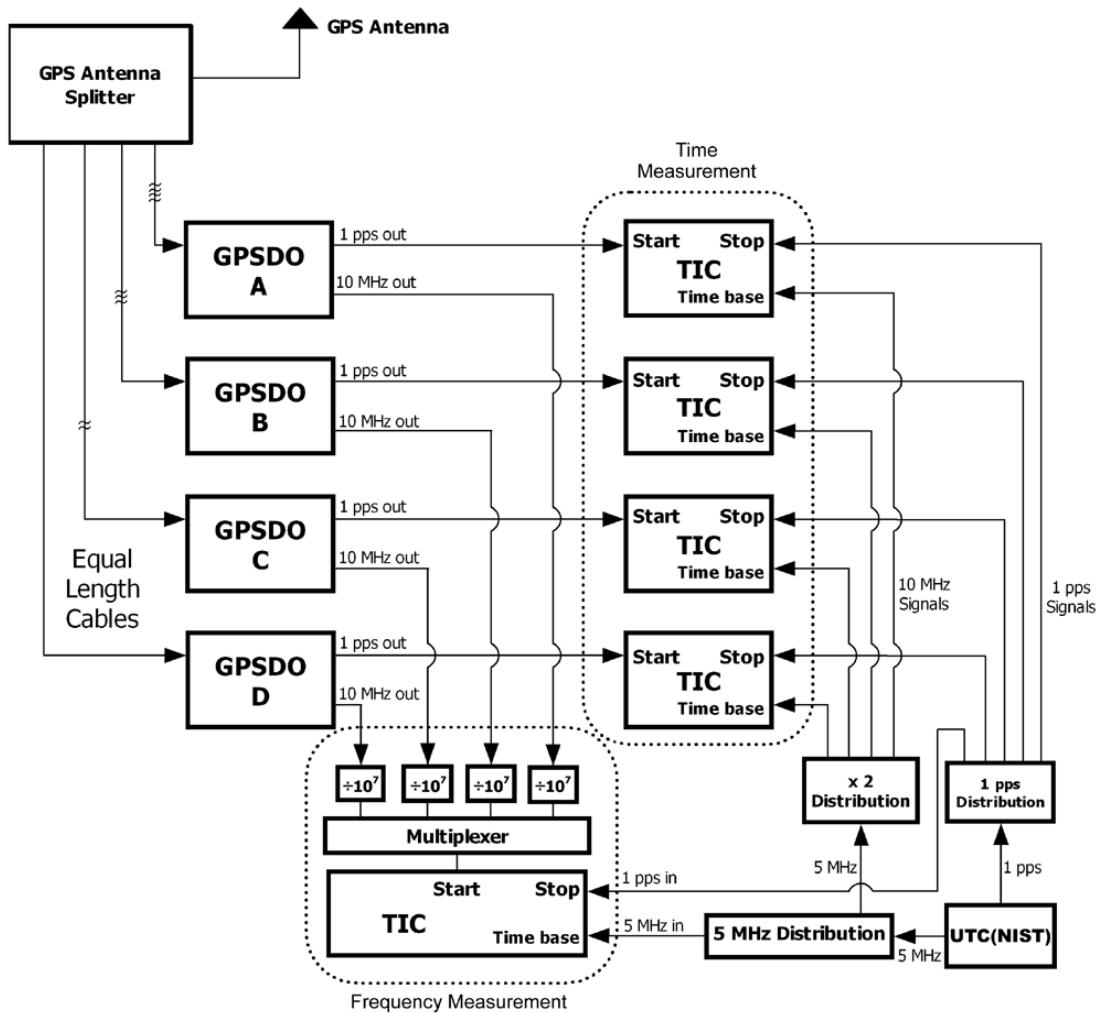 GPS Antenna
GPS Antenna
Splitter
Time
Measurement
GPSDO
A
1 pps out
10 MHz out
Start Stop
TIC
Time base
GPSDO
B
1 pps out
10 MHz out
Start Stop
TIC
Time base
GPSDO
C
1 pps out
10 MHz out
Start Stop
TIC
Time base
Equal
Length
Cables
10 MHz
Signals
1 pps
Signals
GPSDO
D
1 pps out
10 MHz out
Start Stop
TIC
Time base
÷10⁷
÷10⁷
÷10⁷
÷10⁷
Multiplexer
Start Stop
TIC
Time base
x 2
Distribution
1 pps
Distribution
1 pps in
5 MHz
1 pps
5 MHz in
5 MHz Distribution
5 MHz
UTC(NIST)
Frequency Measurement